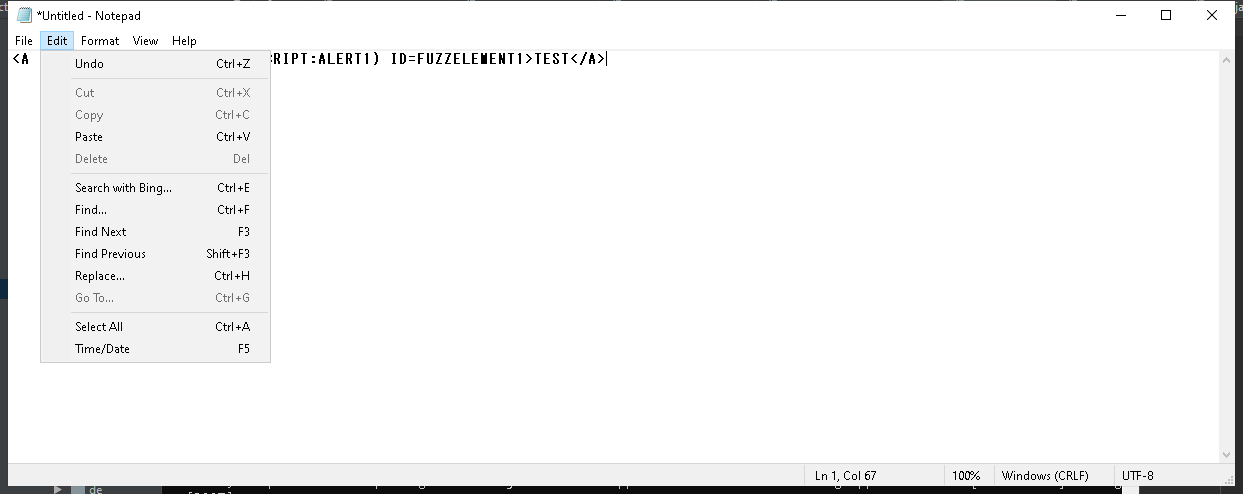 *Untitled - Notepad
File Edit Format View Help
<A RIPT:ALERT1) ID=FUZZELEMENT1>TEST</A>
Undo Ctrl+Z
Cut Ctrl+X
Copy Ctrl+C
Paste Ctrl+V
Delete Del
Search with Bing... Ctrl+E
Find... Ctrl+F
Find Next F3
Find Previous Shift+F3
Replace... Ctrl+H
Go To... Ctrl+G
Select All Ctrl+A
Time/Date F5
Ln 1, Col 67 100% Windows (CRLF) UTF-8
de